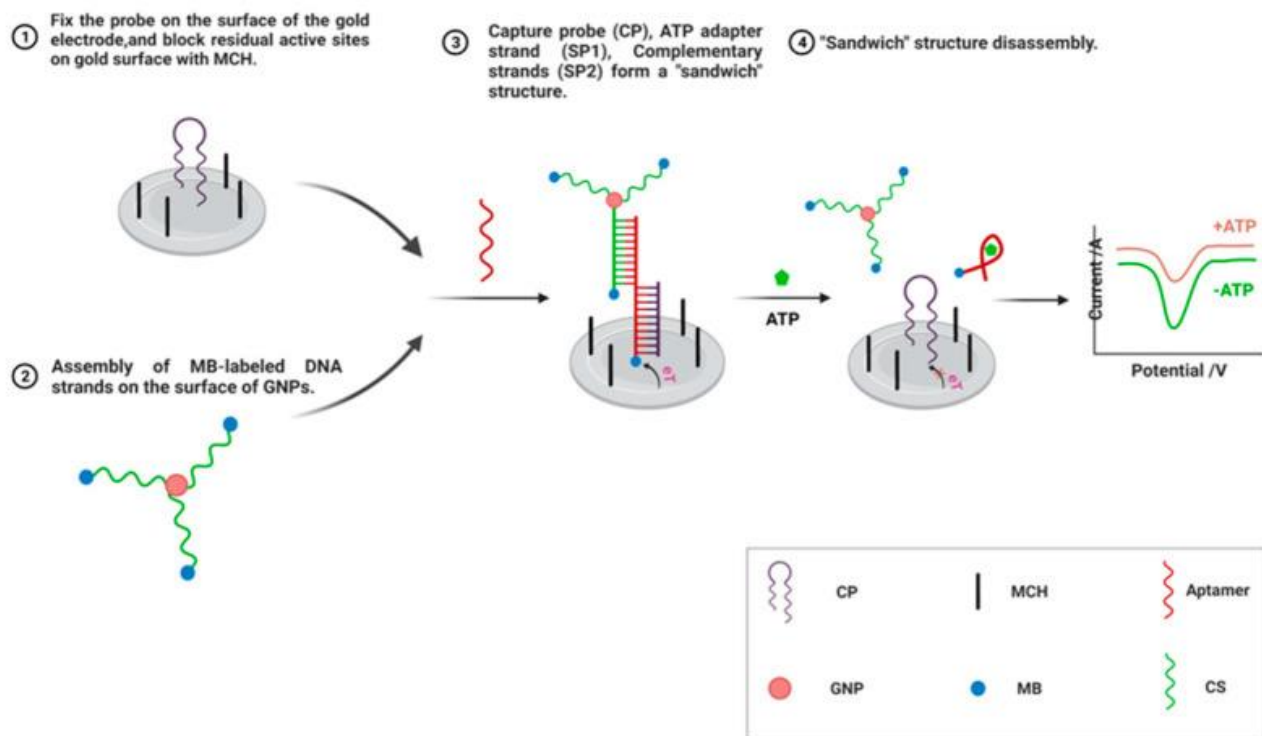 ① Fix the probe on the surface of the gold
electrode,and block residual active sites
on gold surface with MCH.
② Assembly of MB-labeled DNA
strands on the surface of GNPs.
③ Capture probe (CP), ATP adapter
strand (SP1), Complementary
strands (SP2) form a "sandwich"
structure.
eT
ATP
④ "Sandwich" structure disassembly.
eT
Current /A
+ATP
-ATP
Potential /V
CP
MCH
Aptamer
GNP
MB
CS